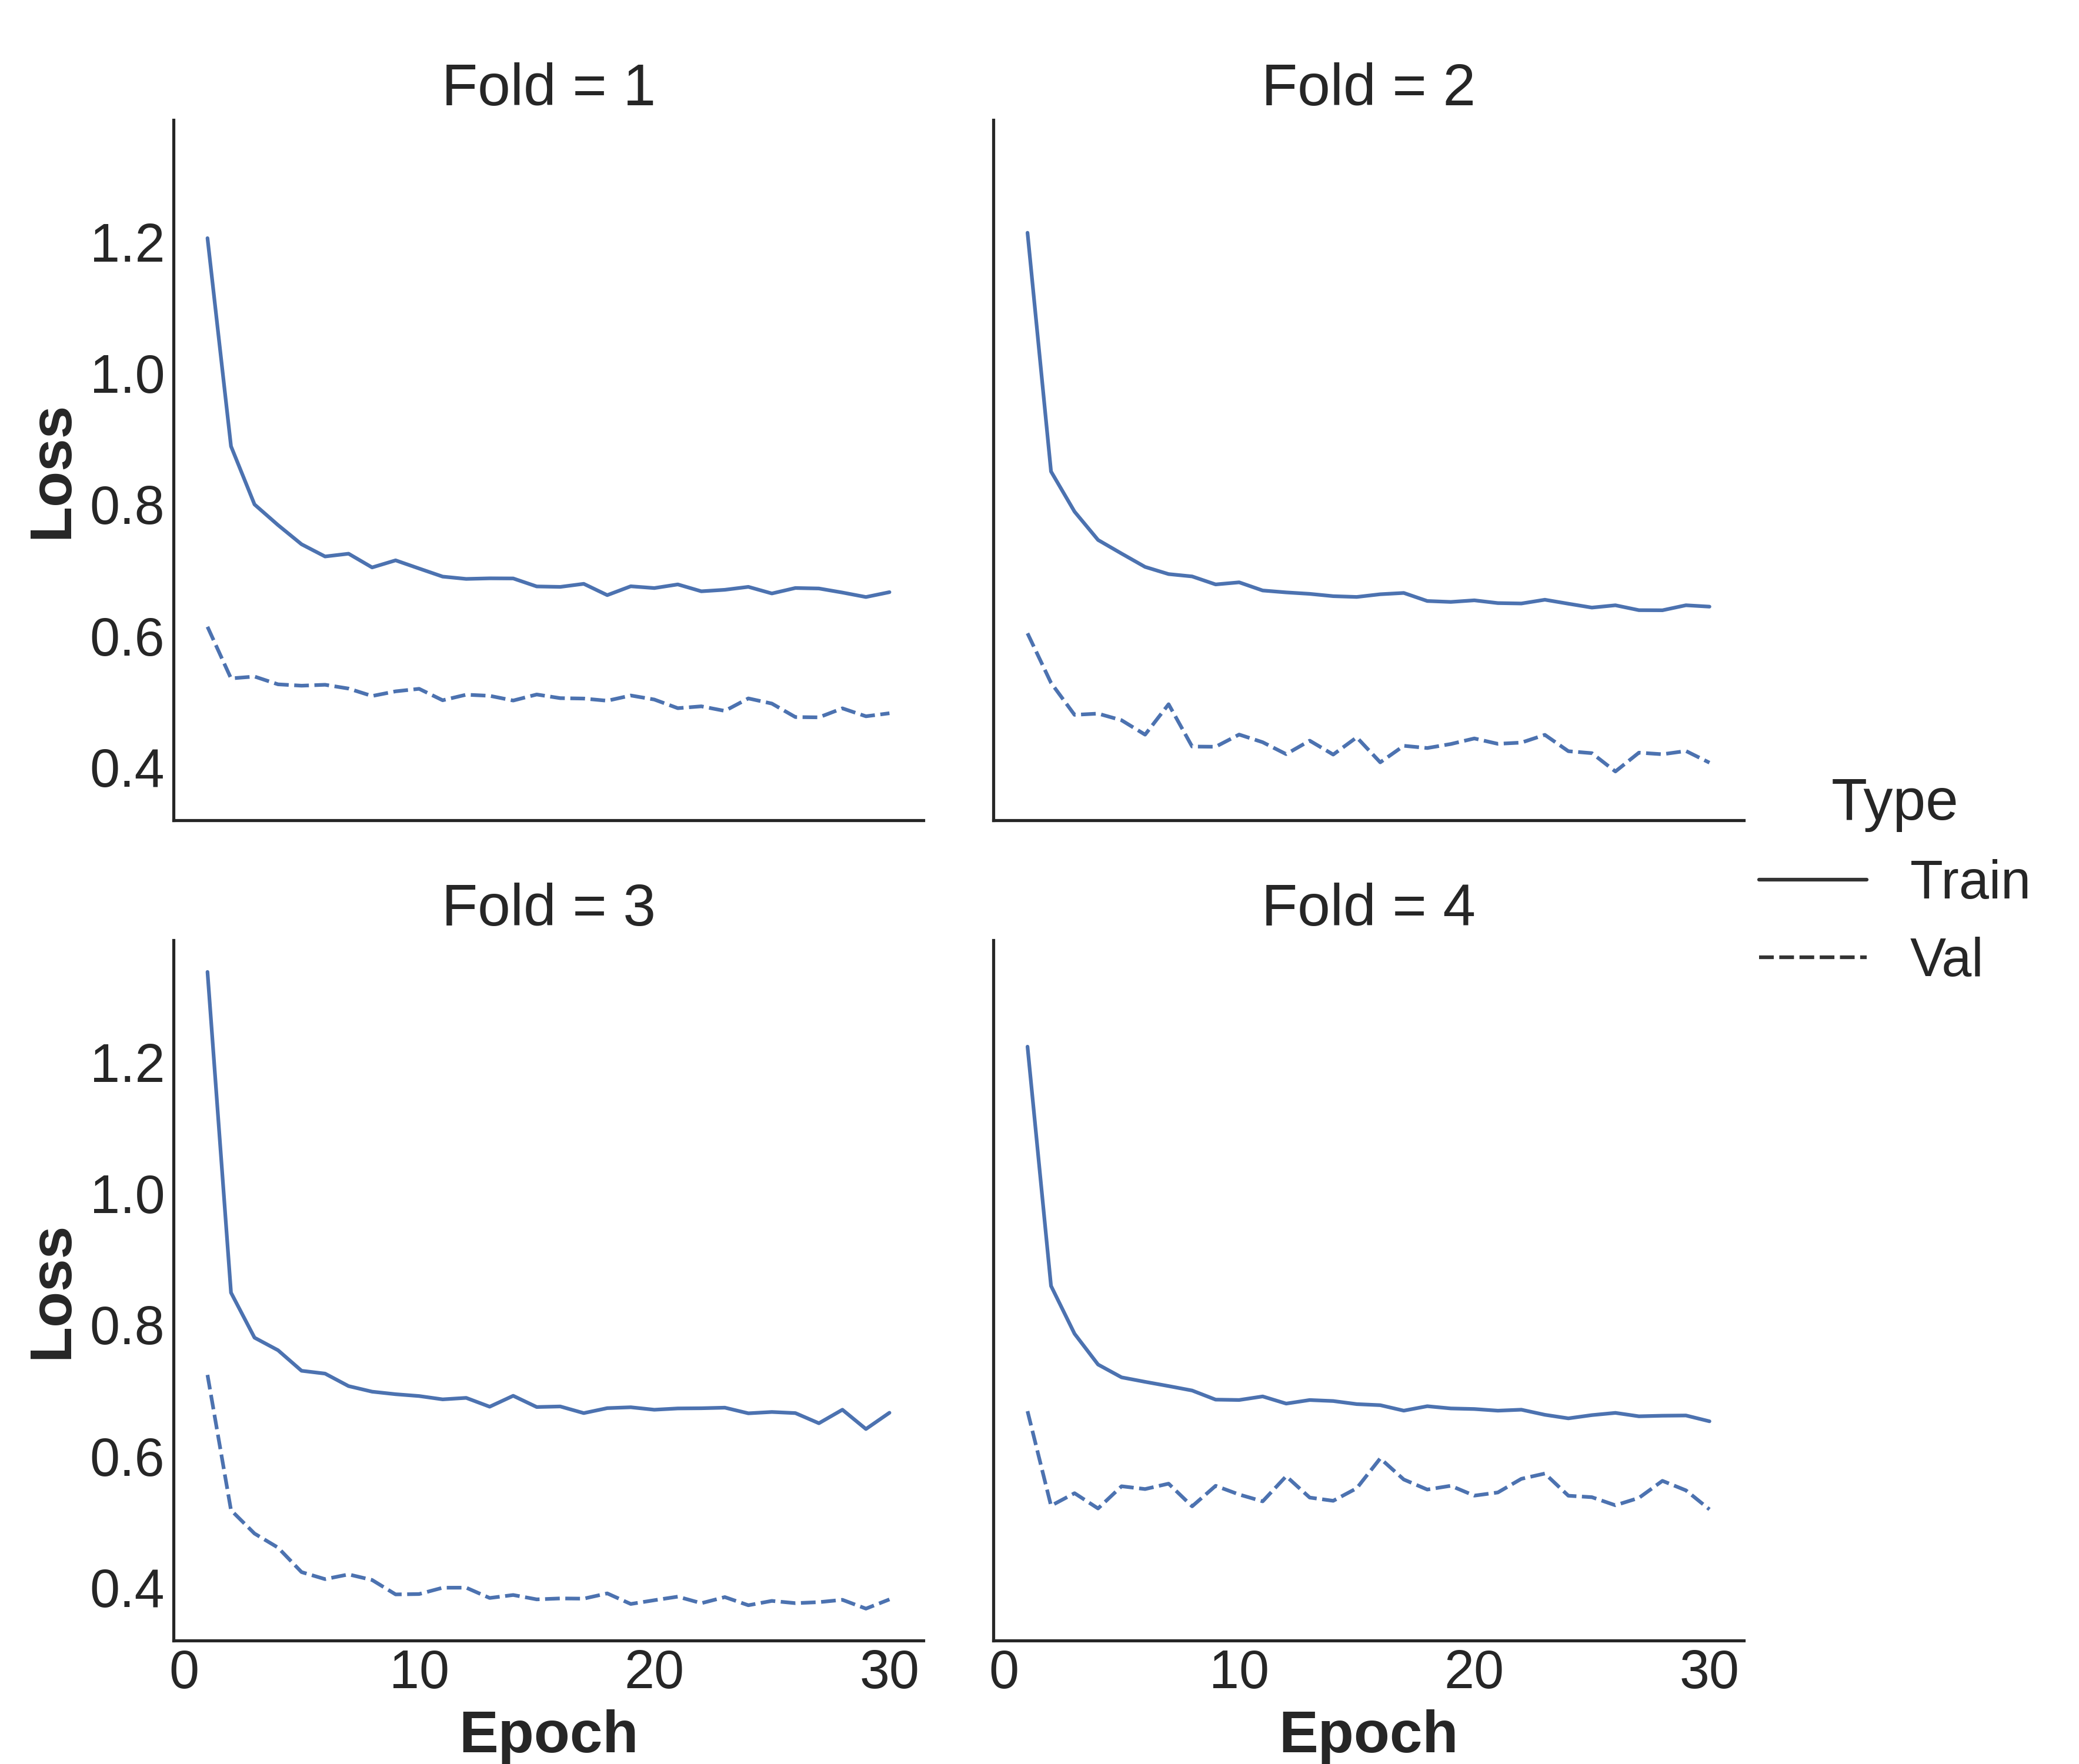 Fold = 1
Fold = 2
Loss
1.2
1.0
0.8
0.6
0.4
Type
Train
Val
Fold = 3
Fold = 4
Loss
1.2
1.0
0.8
0.6
0.4
0 10 20 30
0 10 20 30
Epoch
Epoch